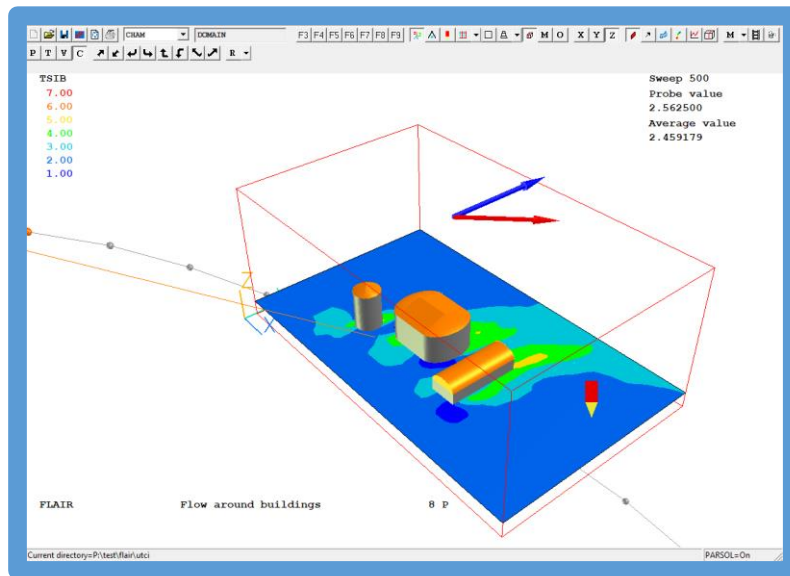 CHAM DOMAIN F3 F4 F5 F6 F7 F8 F9 M O X Y Z M
P T V C R
TSIB
7.00
6.00
5.00
4.00
3.00
2.00
1.00
Sweep 500
Probe value
2.562500
Average value
2.459179
Z
X
FLAIR Flow around buildings 8 P
Current directory=P:\test\flair\utci PARSOL=On